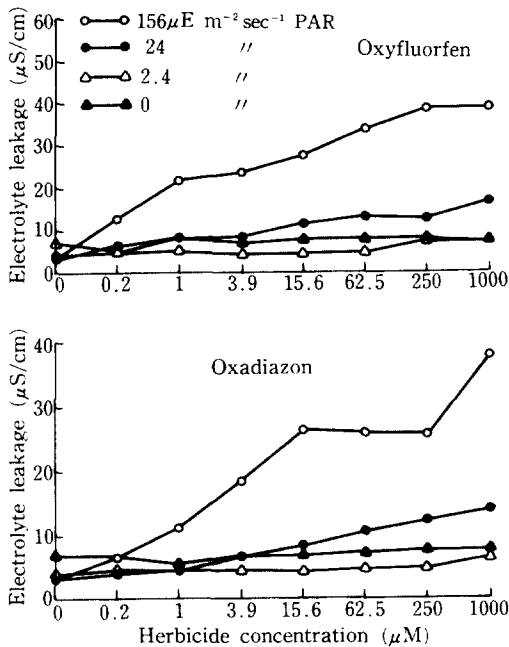 Electrolyte leakage (μS/cm)
60
50
40
30
20
10
0
156μE m⁻² sec⁻¹ PAR
24 〃
2.4 〃
0 〃
Oxyfluorfen
0 0.2 1 3.9 15.6 62.5 250 1000
Electrolyte leakage (μS/cm)
40
30
20
10
0
Oxadiazon
0 0.2 1 3.9 15.6 62.5 250 1000
Herbicide concentration (μM)